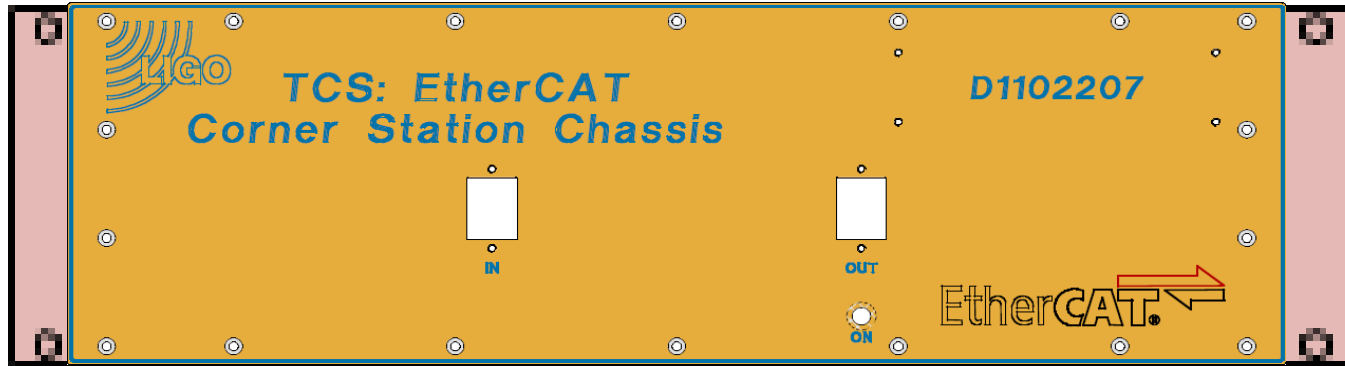 LIGO
TCS: EtherCAT
Corner Station Chassis
D1102207
IN
OUT
ON
EtherCAT.®